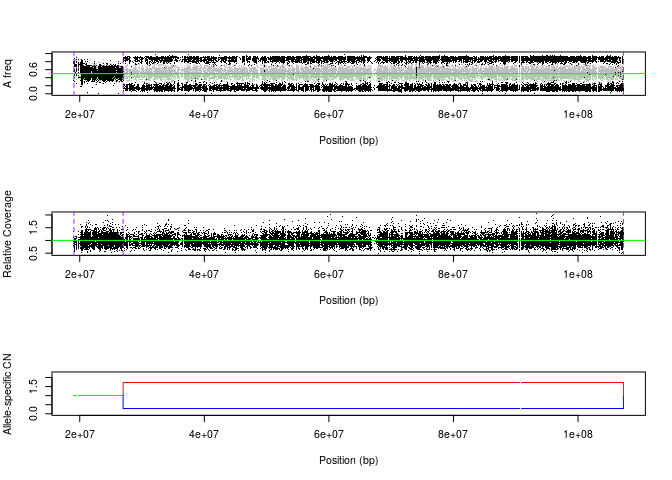 A freq
0.6
0.0
2e+07 4e+07 6e+07 8e+07 1e+08
Position (bp)
Relative Coverage
1.5
0.5
2e+07 4e+07 6e+07 8e+07 1e+08
Position (bp)
Allele-specific CN
1.5
0.0
2e+07 4e+07 6e+07 8e+07 1e+08
Position (bp)